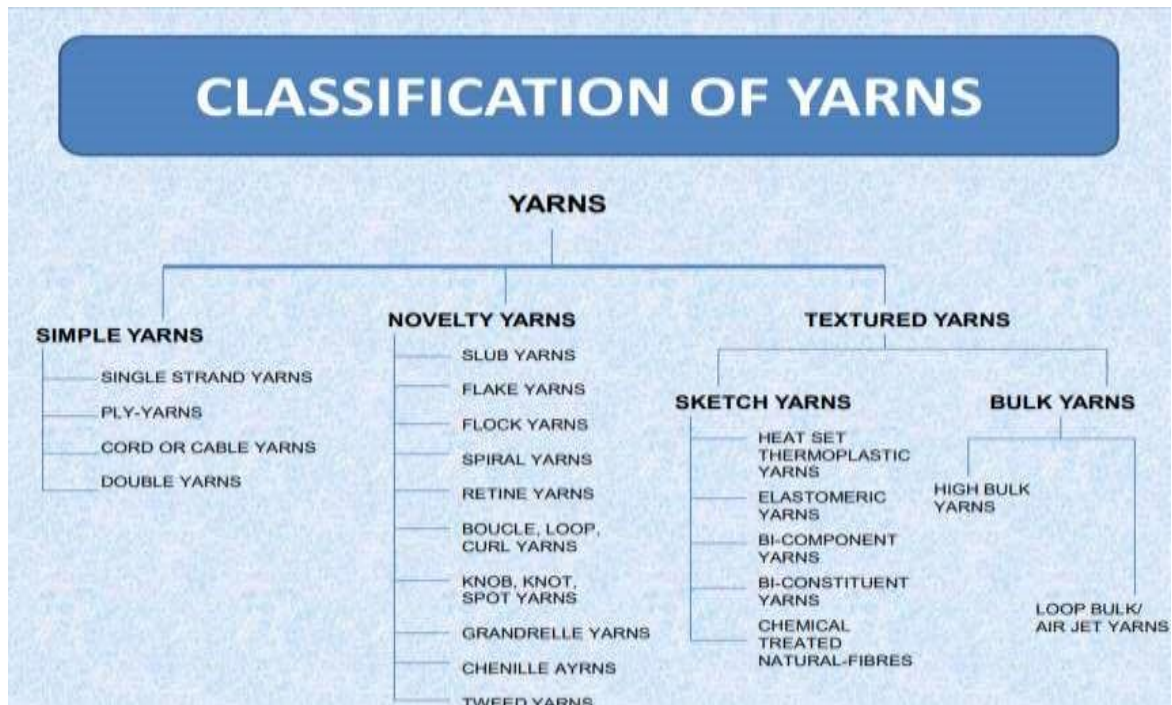 CLASSIFICATION OF YARNS
YARNS
SIMPLE YARNS
SINGLE STRAND YARNS
PLY-YARNS
CORD OR CABLE YARNS
DOUBLE YARNS
NOVELTY YARNS
SLUB YARNS
FLAKE YARNS
FLOCK YARNS
SPIRAL YARNS
RETINE YARNS
BOUCLE, LOOP,
CURL YARNS
KNOB, KNOT,
SPOT YARNS
GRANDRELLE YARNS
CHENILLE AYRNS
TWEED YARNS
TEXTURED YARNS
SKETCH YARNS
HEAT SET
THERMOPLASTIC
YARNS
ELASTOMERIC
YARNS
BI-COMPONENT
YARNS
BI-CONSTITUENT
YARNS
CHEMICAL
TREATED
NATURAL-FIBRES
BULK YARNS
HIGH BULK
YARNS
LOOP BULK/
AIR JET YARNS